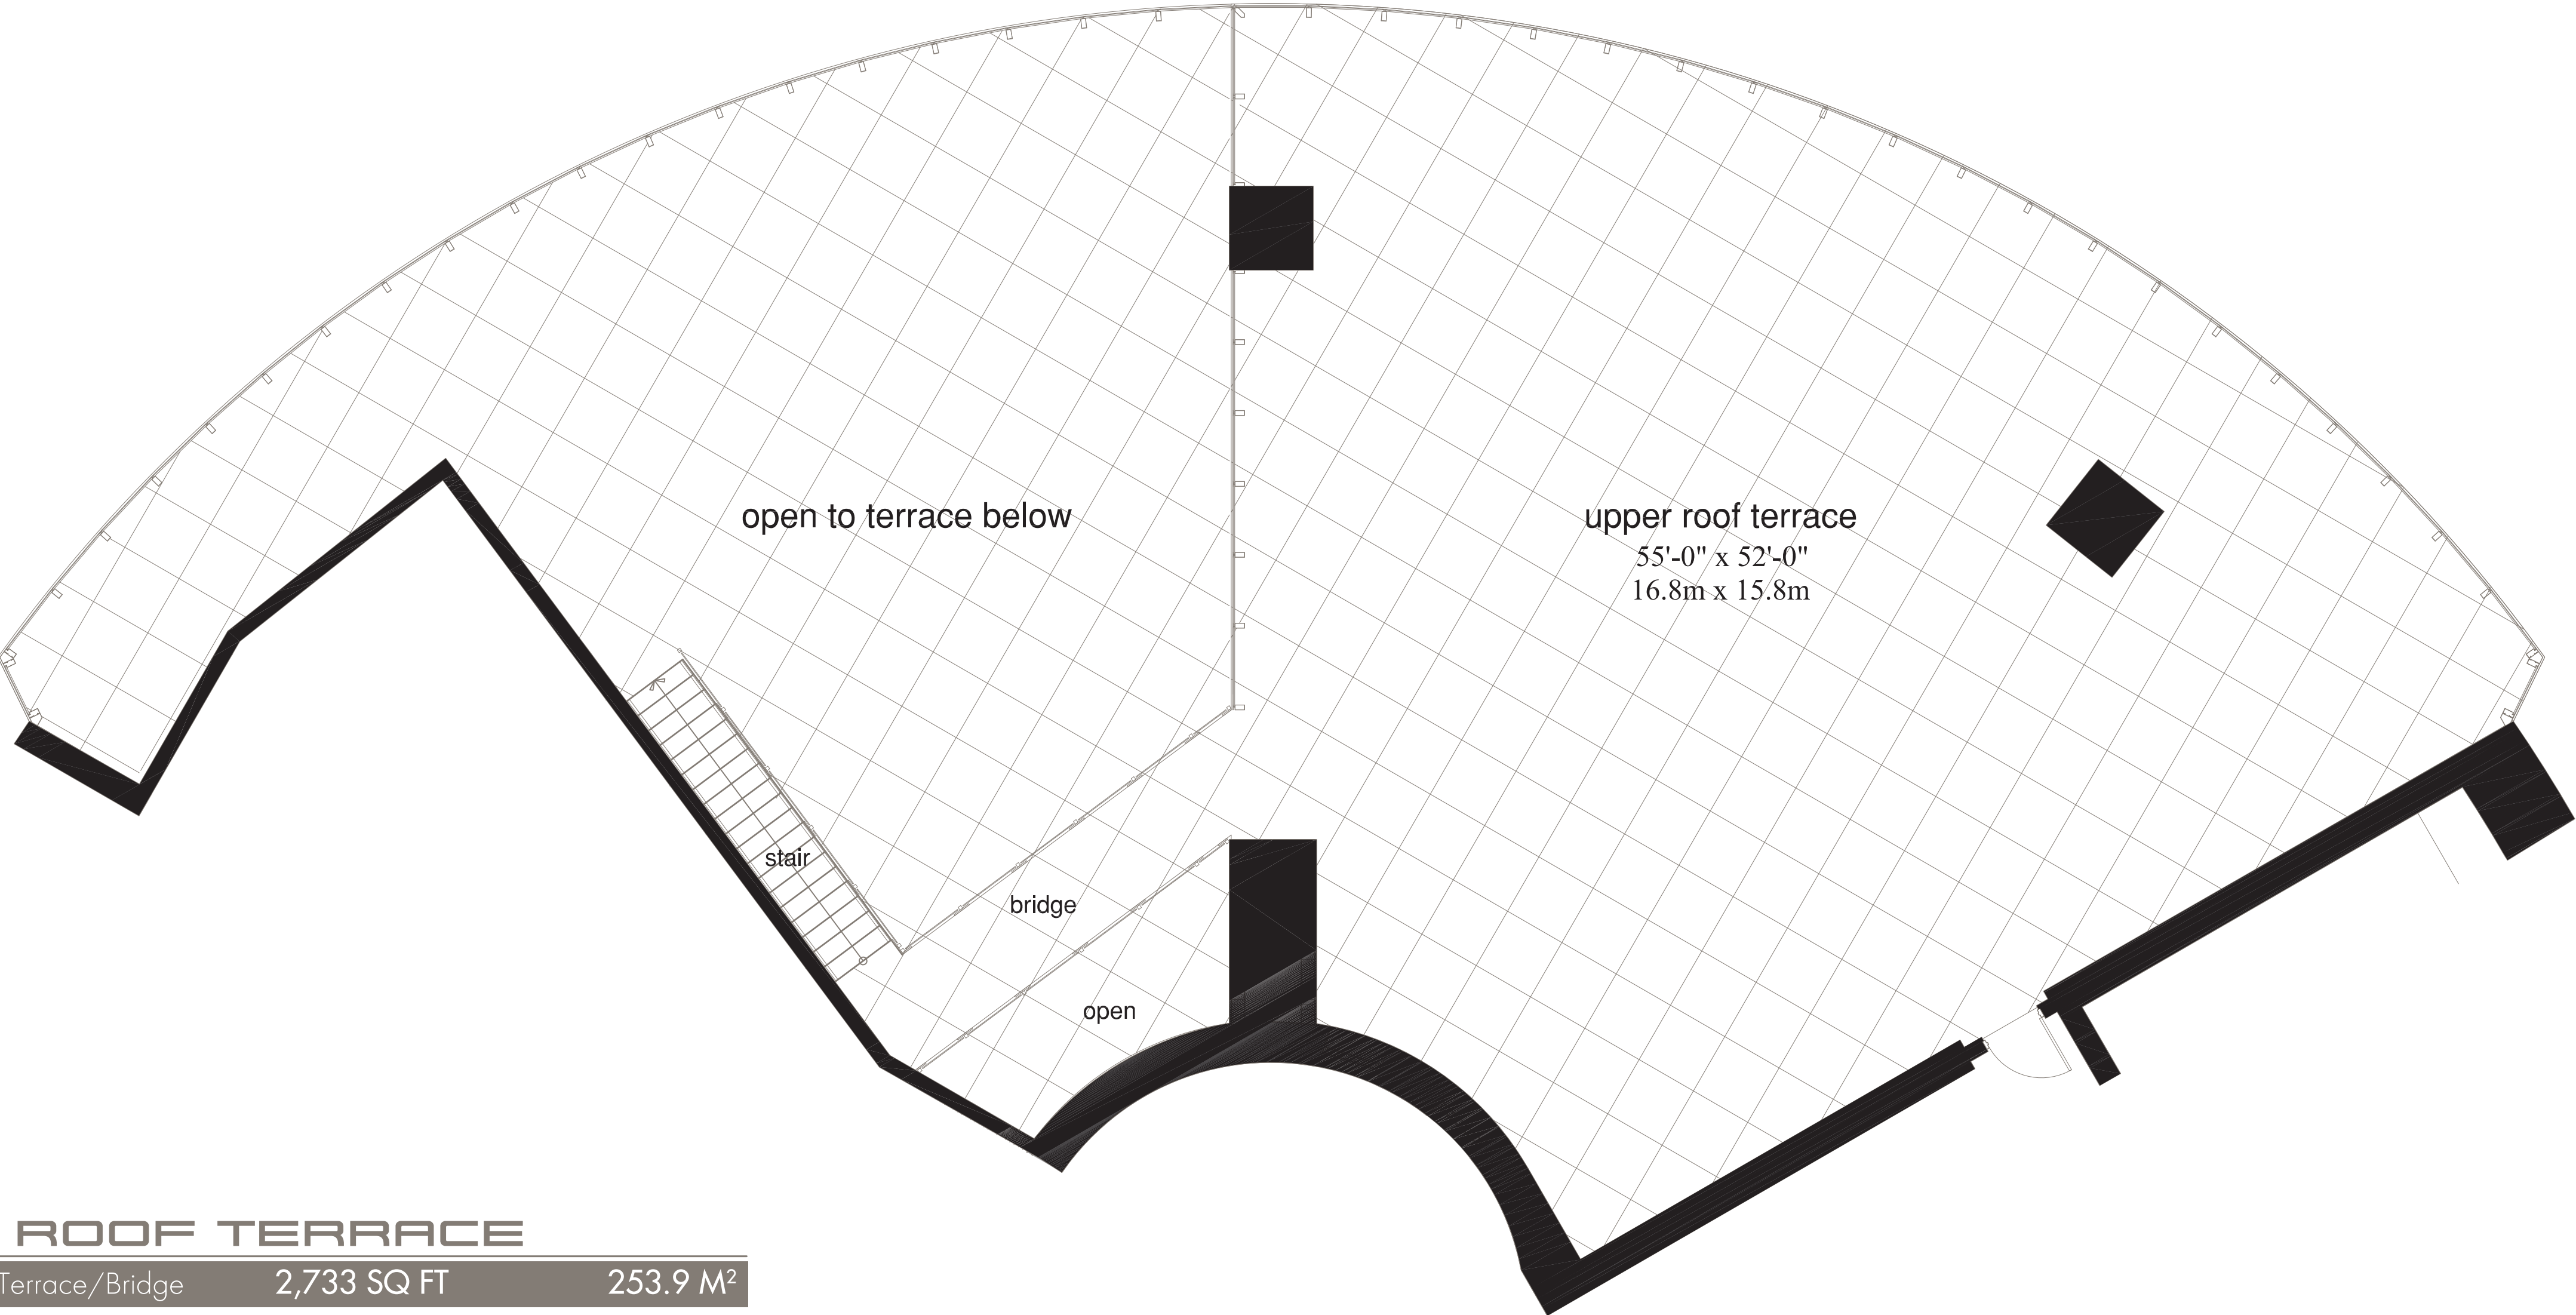 open to terrace below
upper roof terrace
55'-0" x 52'-0"
16.8m x 15.8m
stair
bridge
open
ROOF TERRACE
Terrace/Bridge 2,733 SQ FT 253.9 M²